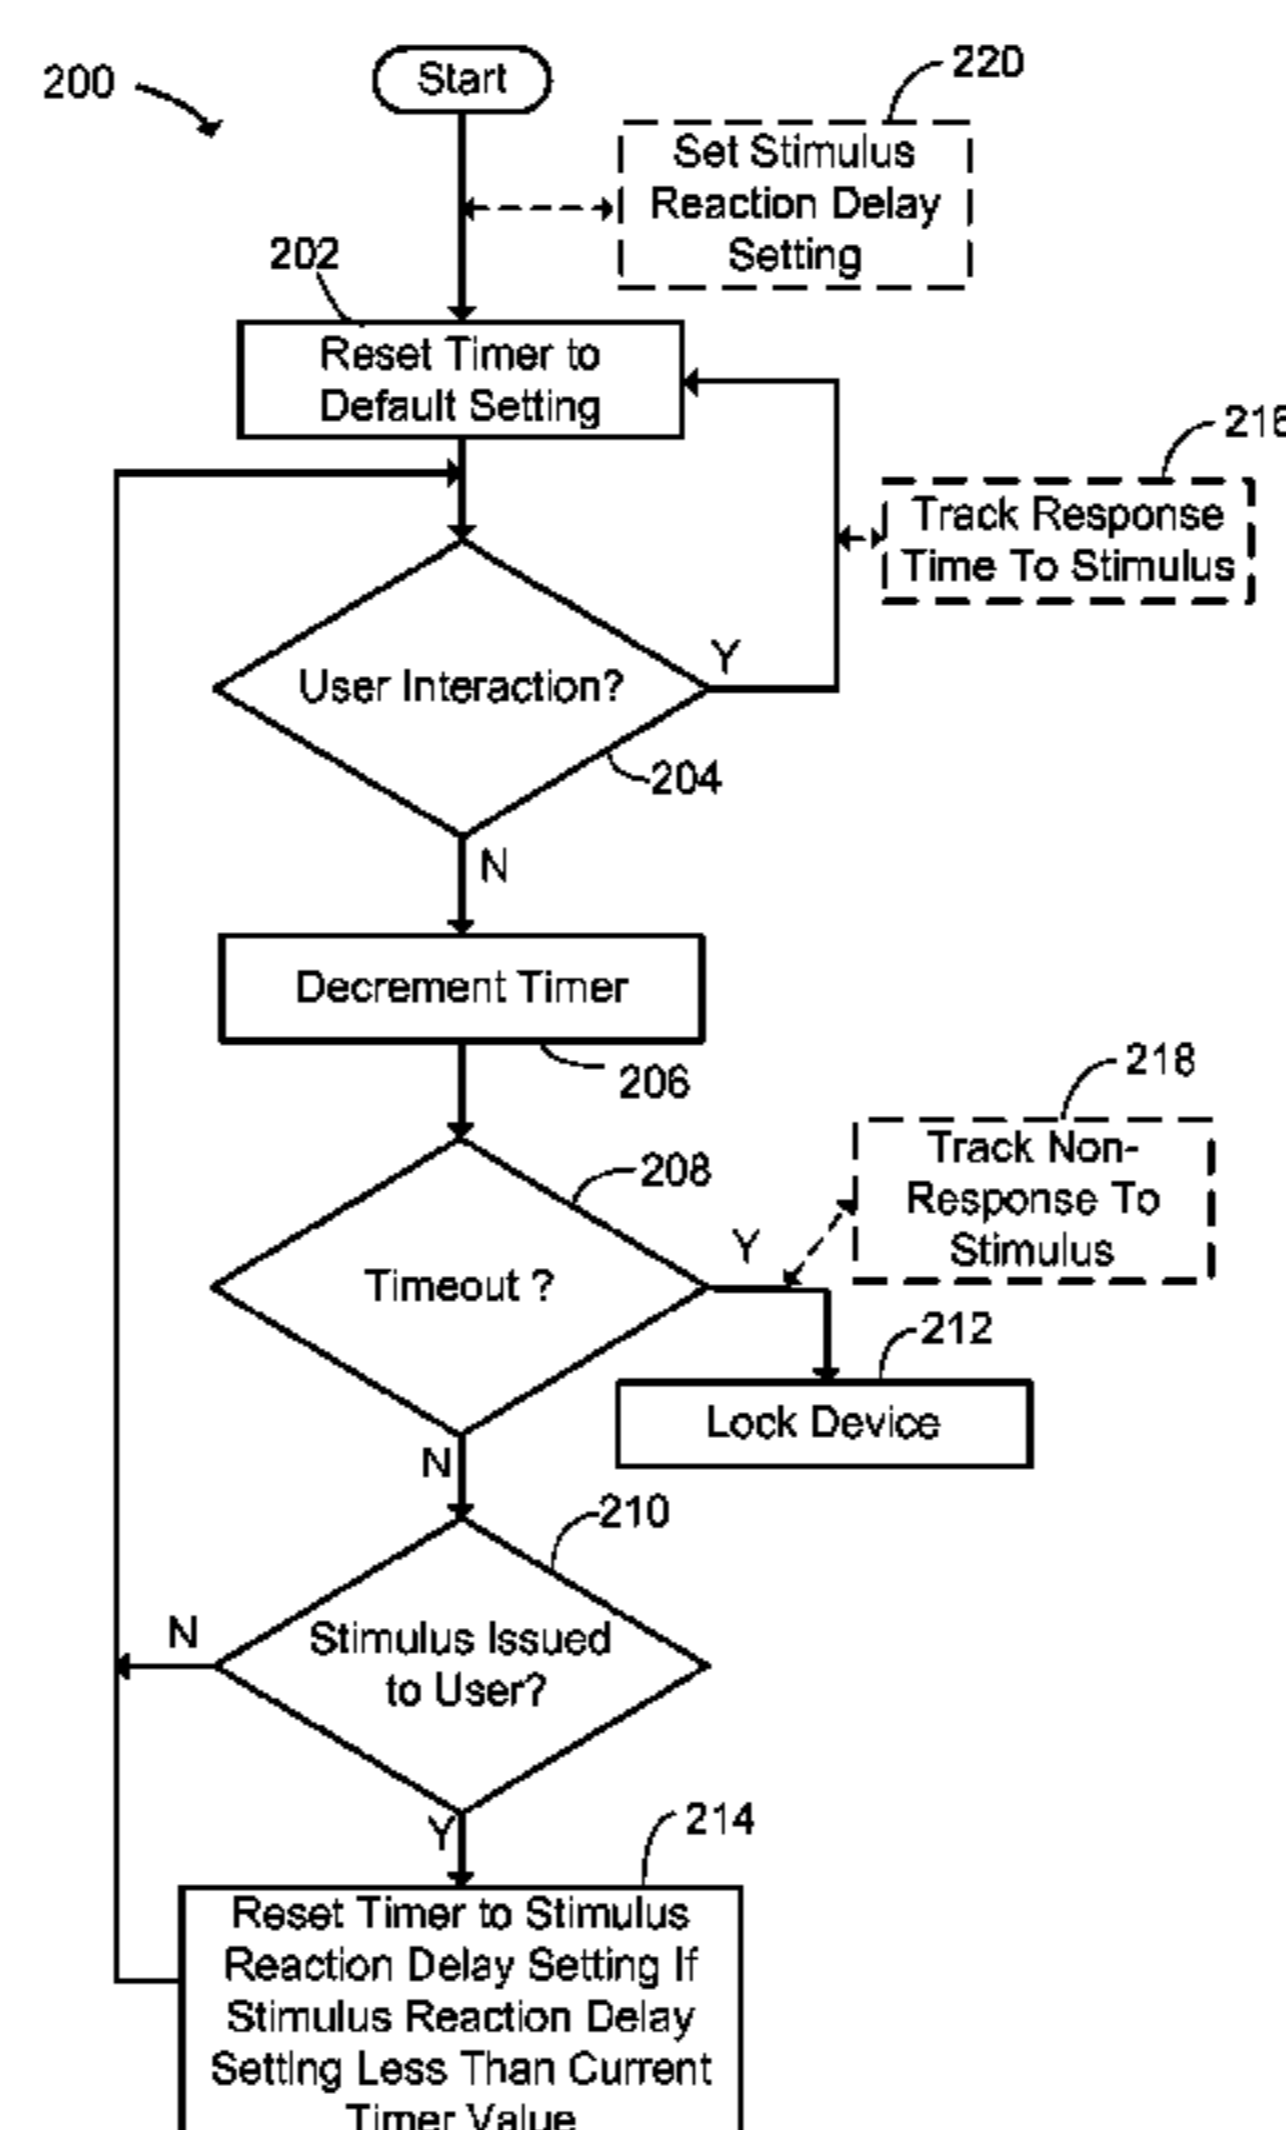 200
Start
220
Set Stimulus
Reaction Delay
Setting
202
Reset Timer to
Default Setting
216
Track Response
Time To Stimulus
User Interaction?
Y
204
N
Decrement Timer
206
218
Track Non-
Response To
Stimulus
208
Y
Timeout ?
212
Lock Device
N
210
N
Stimulus Issued
to User?
Y
214
Reset Timer to Stimulus
Reaction Delay Setting If
Stimulus Reaction Delay
Setting Less Than Current
Timer Value